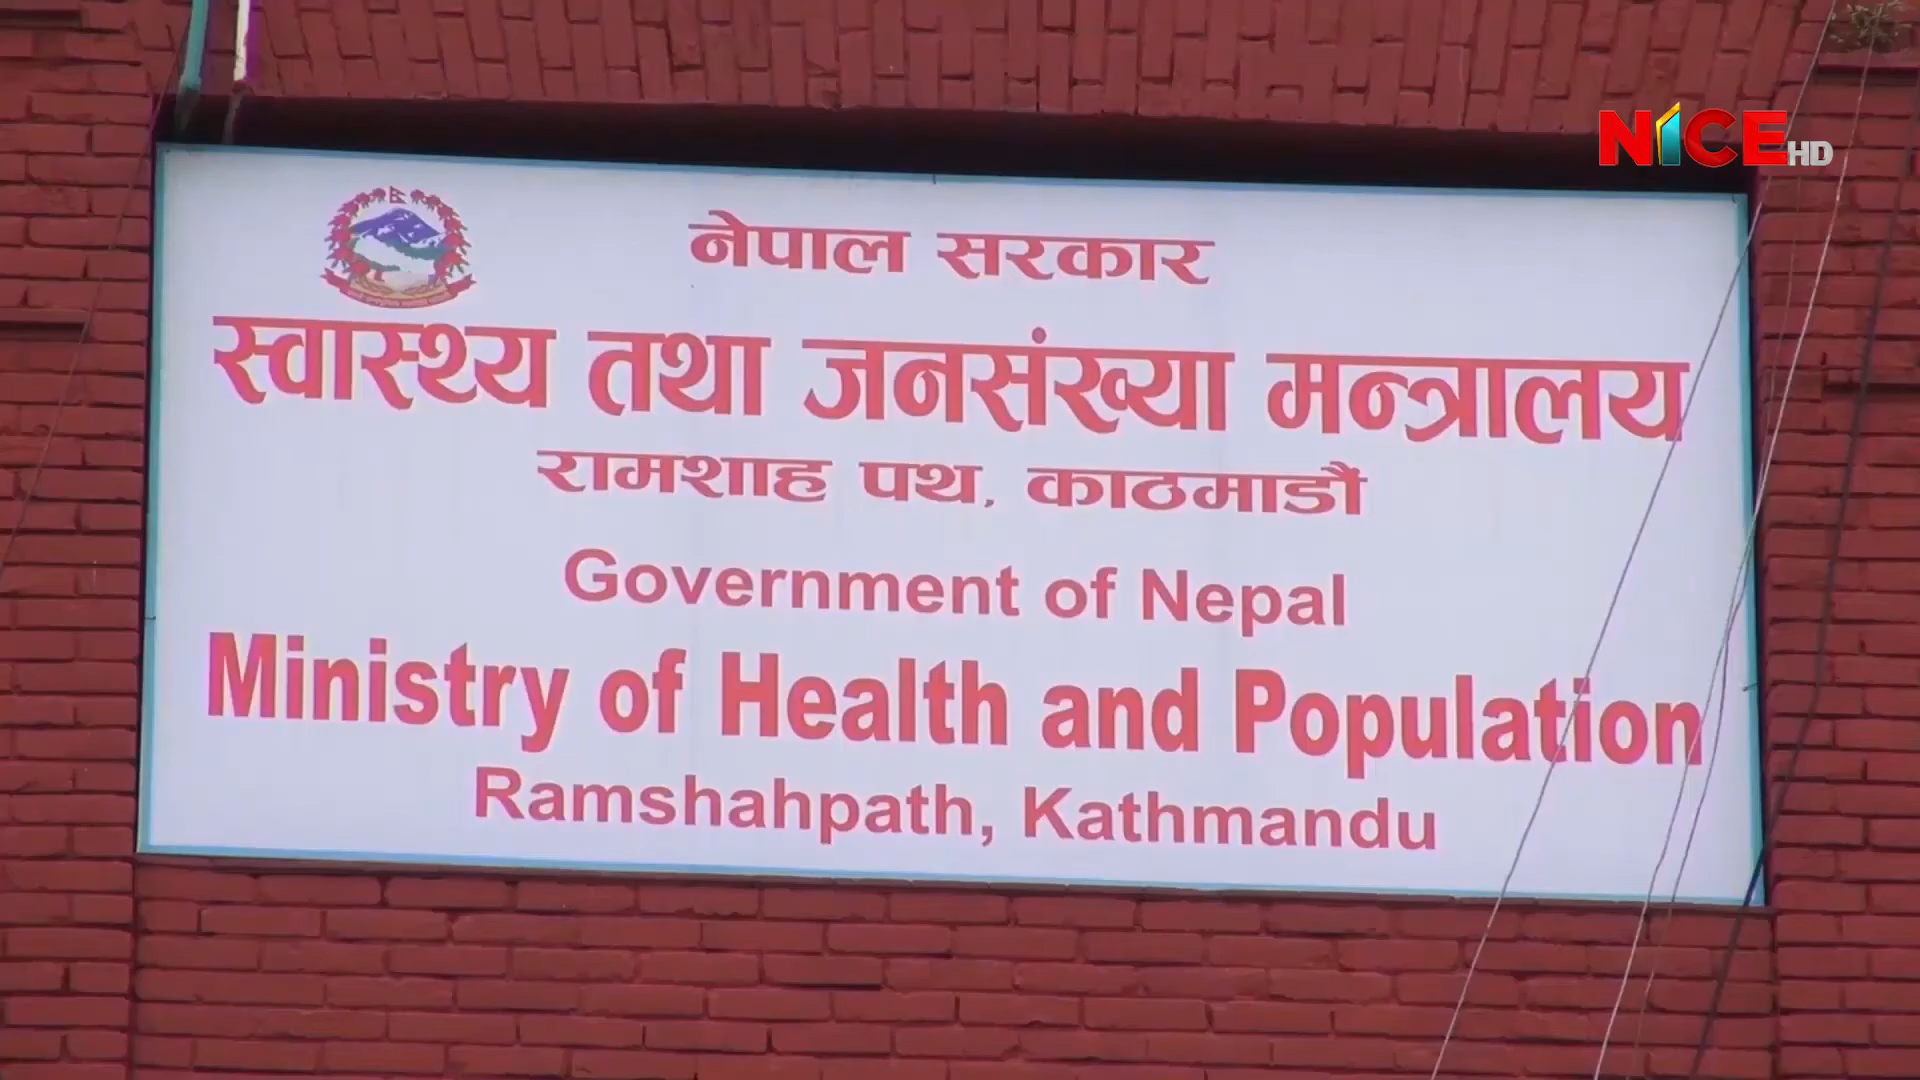 NICE HD
नेपाल सरकार
स्वास्थ्य तथा जनसंख्या मन्त्रालय
रामशाह पथ, काठमाडौं
Government of Nepal
Ministry of Health and Population
Ramshahpath, Kathmandu